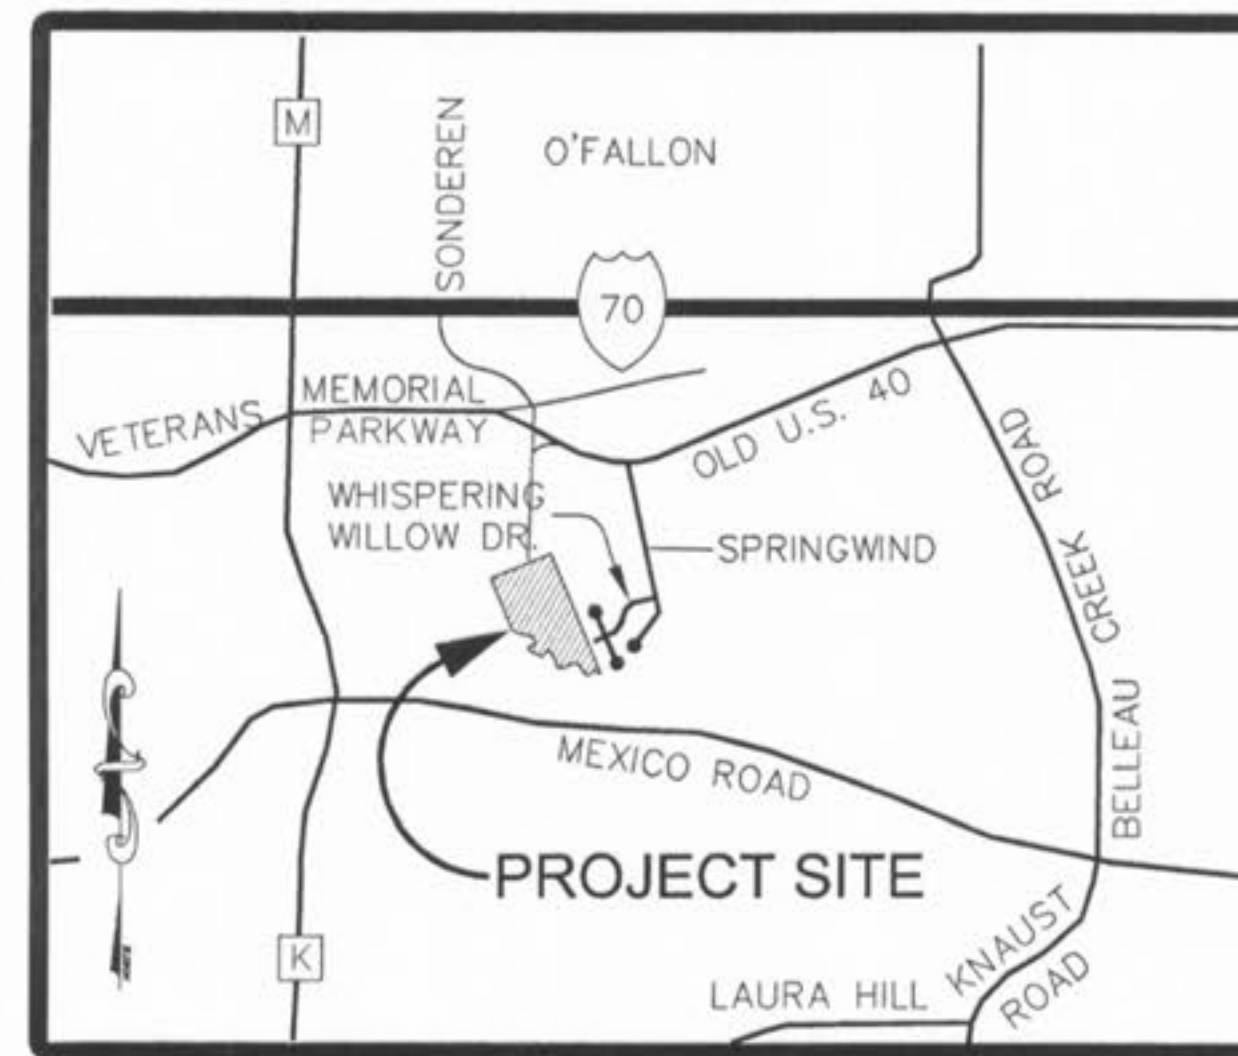 M
SONDEREN
O'FALLON
70
MEMORIAL
PARKWAY
VETERANS
OLD U.S. 40
WHISPERING
WILLOW DR.
SPRINGWIND
BELLEAU CREEK ROAD
MEXICO ROAD
PROJECT SITE
K
KNAUST
ROAD
LAURA HILL